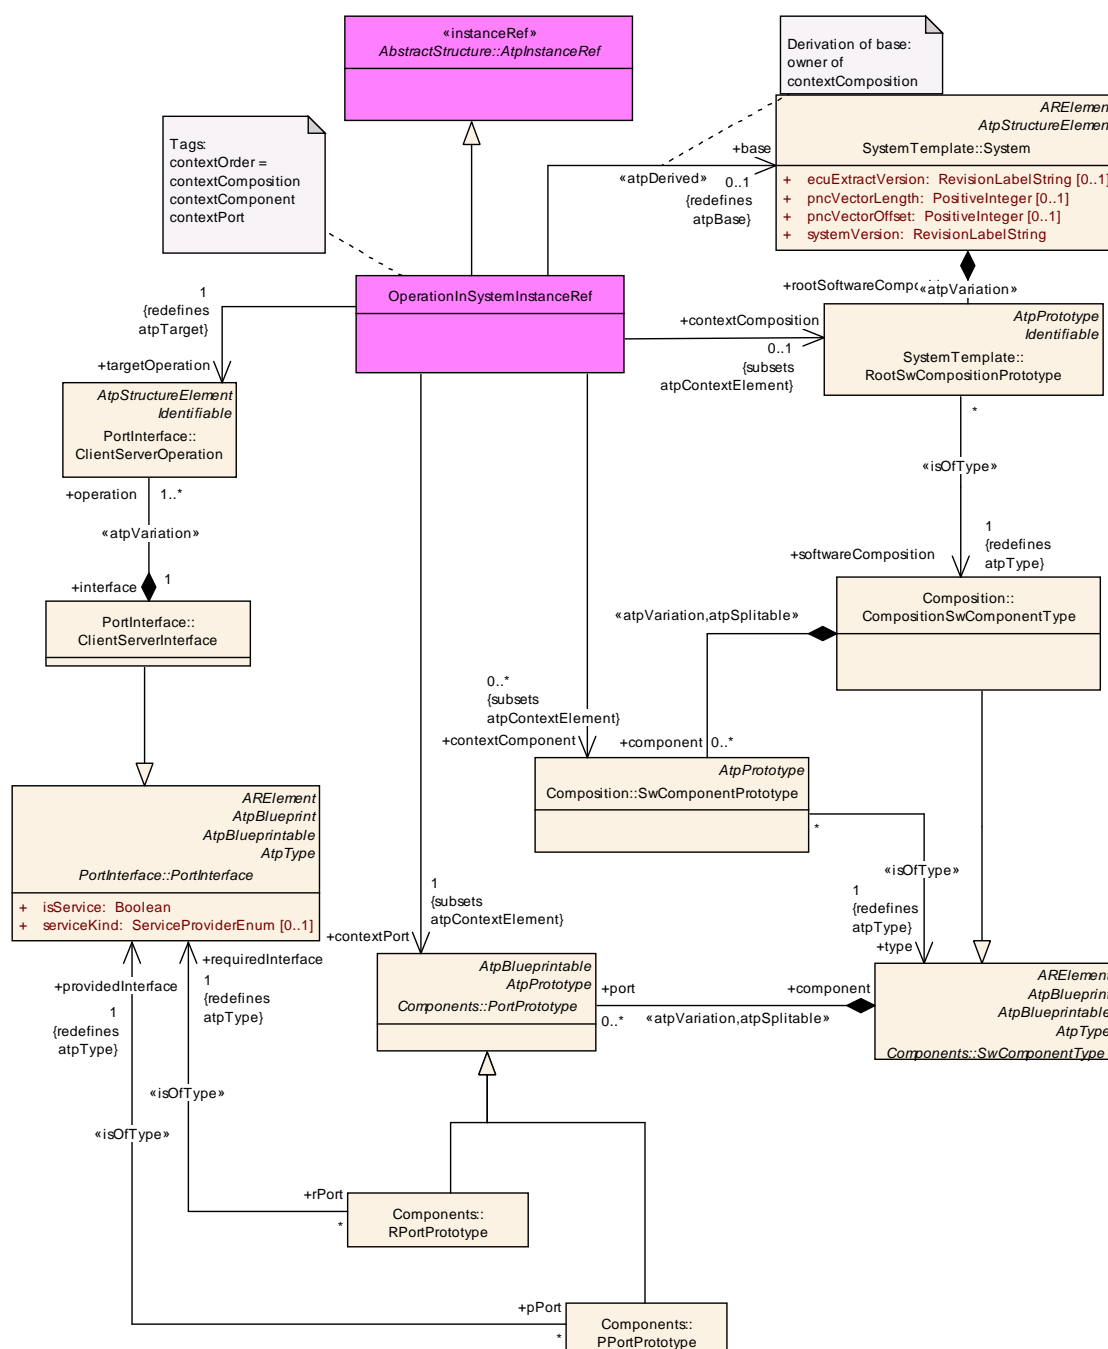 «instanceRef»
AbstractStructure::AtpInstanceRef
Derivation of base:
owner of
contextComposition
Tags:
contextOrder =
contextComposition
contextComponent
contextPort
ARElement
AtpStructureElement
SystemTemplate::System
+ ecuExtractVersion: RevisionLabelString [0..1]
+ pncVectorLength: PositiveInteger [0..1]
+ pncVectorOffset: PositiveInteger [0..1]
+ systemVersion: RevisionLabelString
+base
«atpDerived»
0..1
{redefines
atpBase}
OperationInSystemInstanceRef
+rootSoftwareCompo
«atpVariation»
1
{redefines
atpTarget}
+targetOperation
+contextComposition
0..1
{subsets
atpContextElement}
AtpPrototype
Identifiable
SystemTemplate::
RootSwCompositionPrototype
*
AtpStructureElement
Identifiable
PortInterface::
ClientServerOperation
+operation
1..*
«atpVariation»
+interface
1
«isOfType»
+softwareComposition
1
{redefines
atpType}
PortInterface::
ClientServerInterface
Composition::
CompositionSwComponentType
«atpVariation,atpSplitable»
0..*
{subsets
atpContextElement}
+contextComponent
+component
0..*
AtpPrototype
Composition::SwComponentPrototype
*
ARElement
AtpBlueprint
AtpBlueprintable
AtpType
PortInterface::PortInterface
+ isService: Boolean
+ serviceKind: ServiceProviderEnum [0..1]
«isOfType»
1
{redefines
atpType}
+type
1
{subsets
atpContextElement}
+contextPort
+requiredInterface
1
{redefines
atpType}
+providedInterface
1
{redefines
atpType}
AtpBlueprintable
AtpPrototype
Components::PortPrototype
+port
0..*
«atpVariation,atpSplitable»
+component
ARElement
AtpBlueprint
AtpBlueprintable
AtpType
Components::SwComponentType
«isOfType»
«isOfType»
+rPort
*
Components::
RPortPrototype
+pPort
*
Components::
PPortPrototype